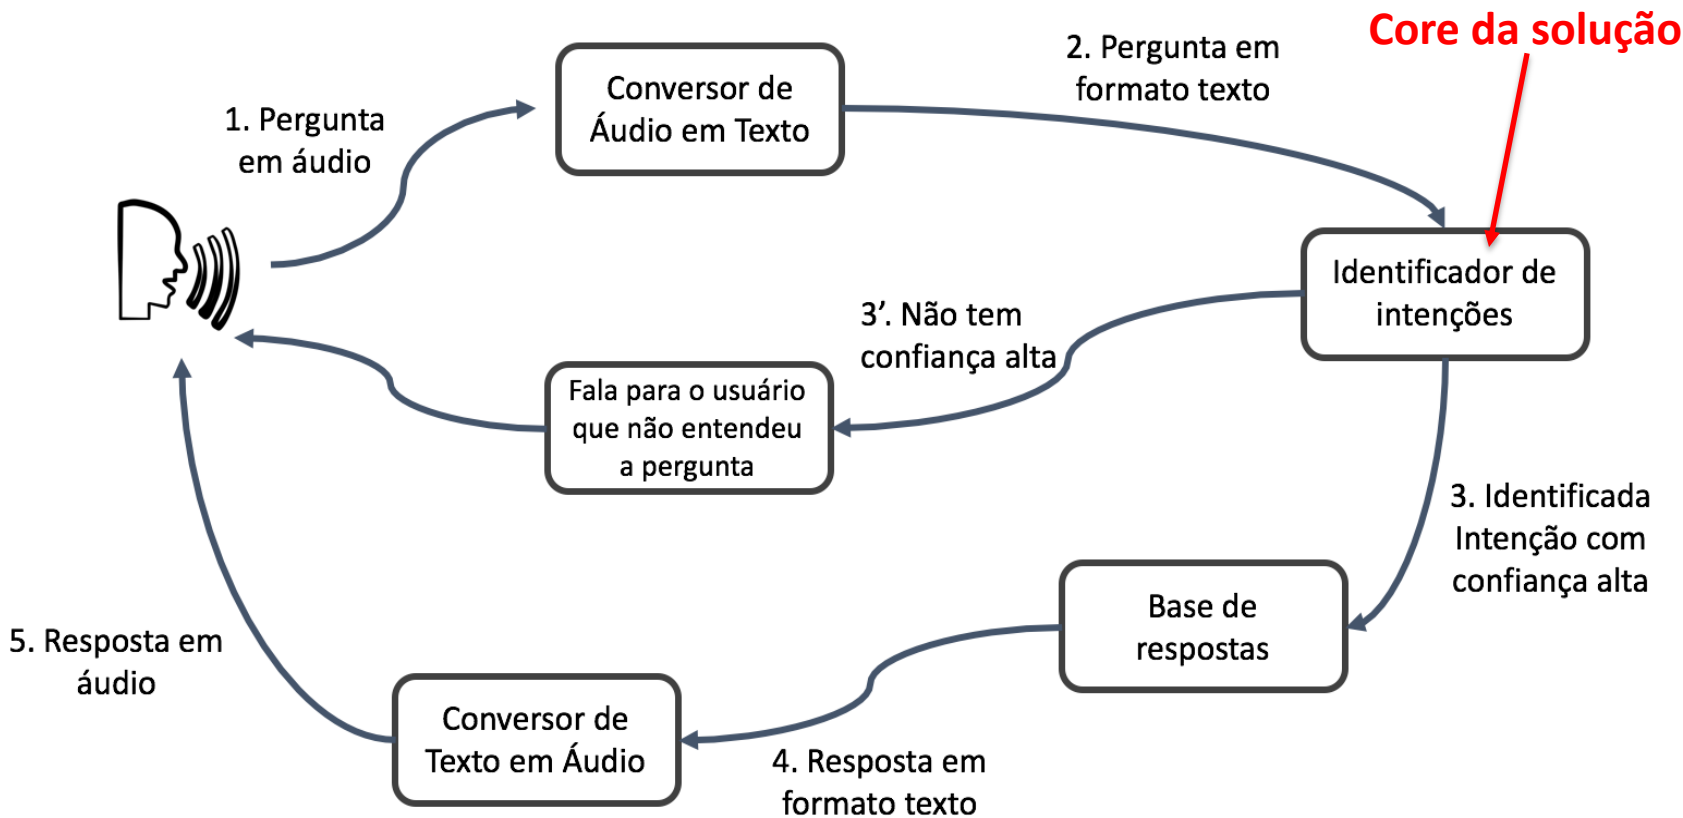 Core da solução
2. Pergunta em
formato texto
Conversor de
Áudio em Texto
1. Pergunta
em áudio
Identificador de
intenções
3’. Não tem
confiança alta
Fala para o usuário
que não entendeu
a pergunta
3. Identificada
Intenção com
confiança alta
Base de
respostas
5. Resposta em
áudio
Conversor de
Texto em Áudio
4. Resposta em
formato texto